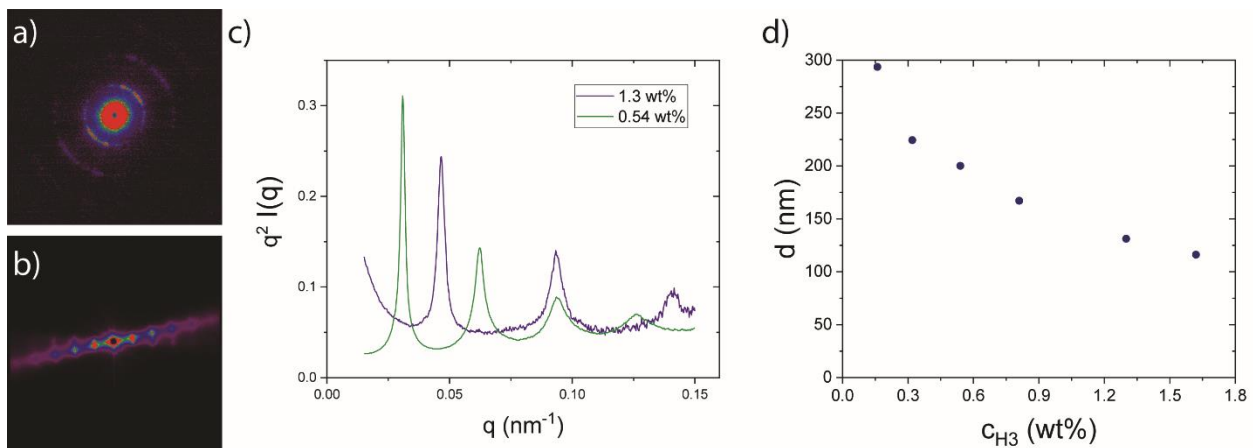 a)
b)
c)
0.3
0.2
0.1
0.0
q² I(q)
1.3 wt%
0.54 wt%
0.00
0.05
0.10
0.15
q (nm⁻¹)
d)
300
250
200
150
100
50
0
d (nm)
0.0
0.3
0.6
0.9
1.2
1.5
1.8
c_H3 (wt%)